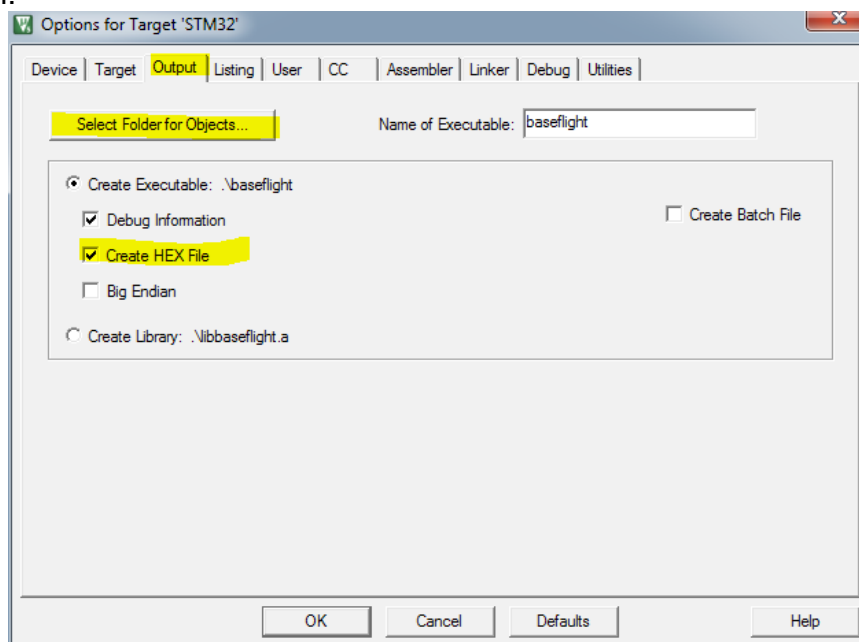 Options for Target 'STM32'
Device Target Output Listing User CC Assembler Linker Debug Utilities
Select Folder for Objects... Name of Executable: baseflight
Create Executable: .\baseflight
Debug Information Create Batch File
Create HEX File
Big Endian
Create Library: .\libbaseflight.a
OK Cancel Defaults Help